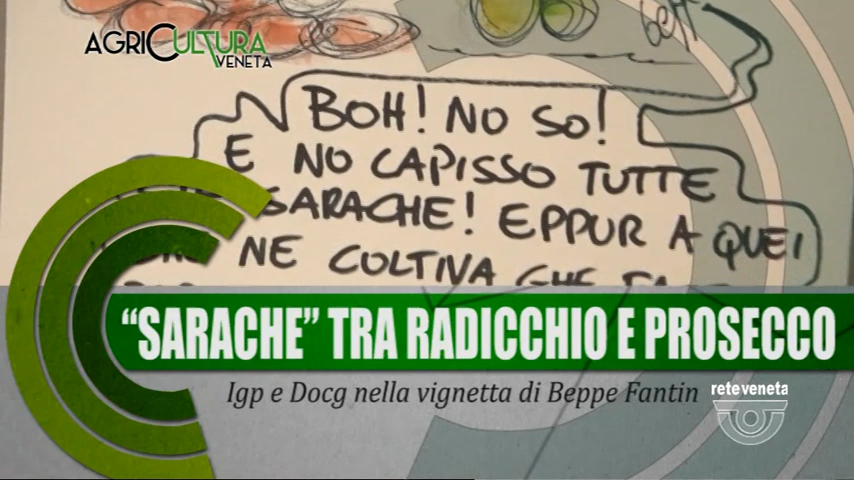 AGRICULTURA
VENETA
BOH! NO SO!
E NO CAPISSO TUTTE
SARACHE! EPPUR A QUEI
NE COLTIVA GHE
“SARACHE” TRA RADICCHIO E PROSECCO
Igp e Docg nella vignetta di Beppe Fantin
reteveneta